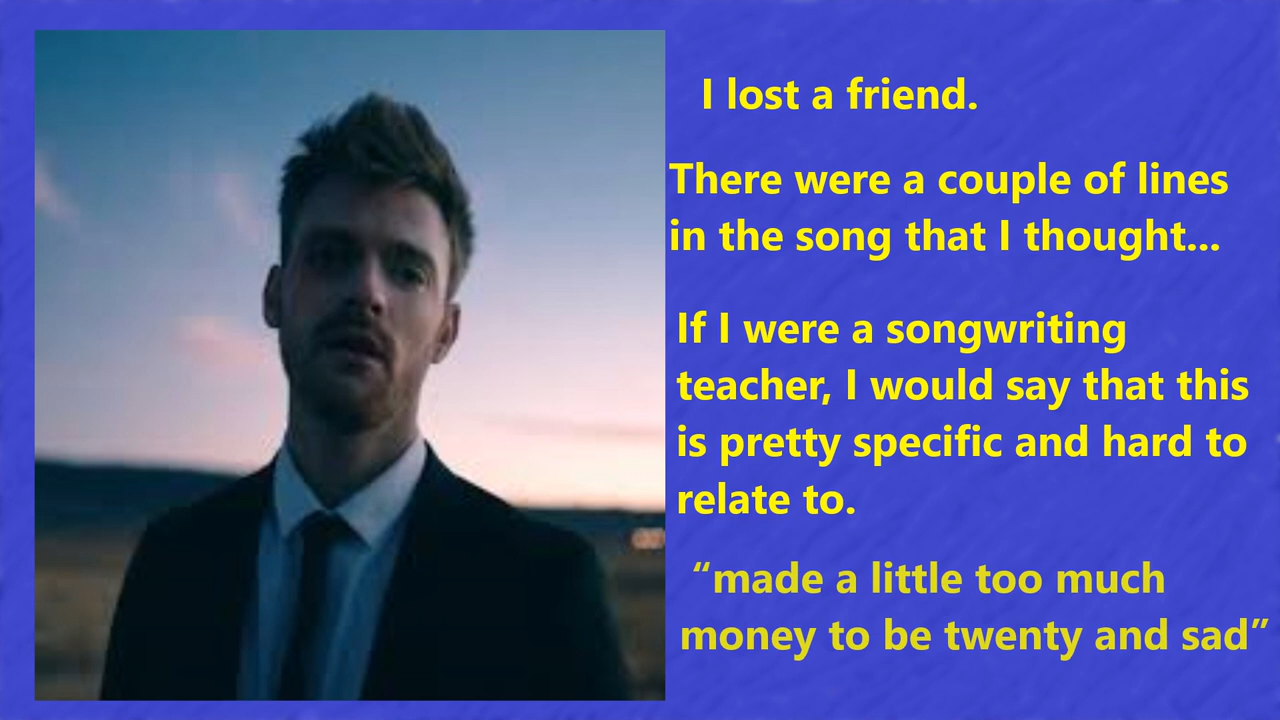 I lost a friend.
There were a couple of lines
in the song that I thought...
If I were a songwriting
teacher, I would say that this
is pretty specific and hard to
relate to.
“made a little too much
money to be twenty and sad”